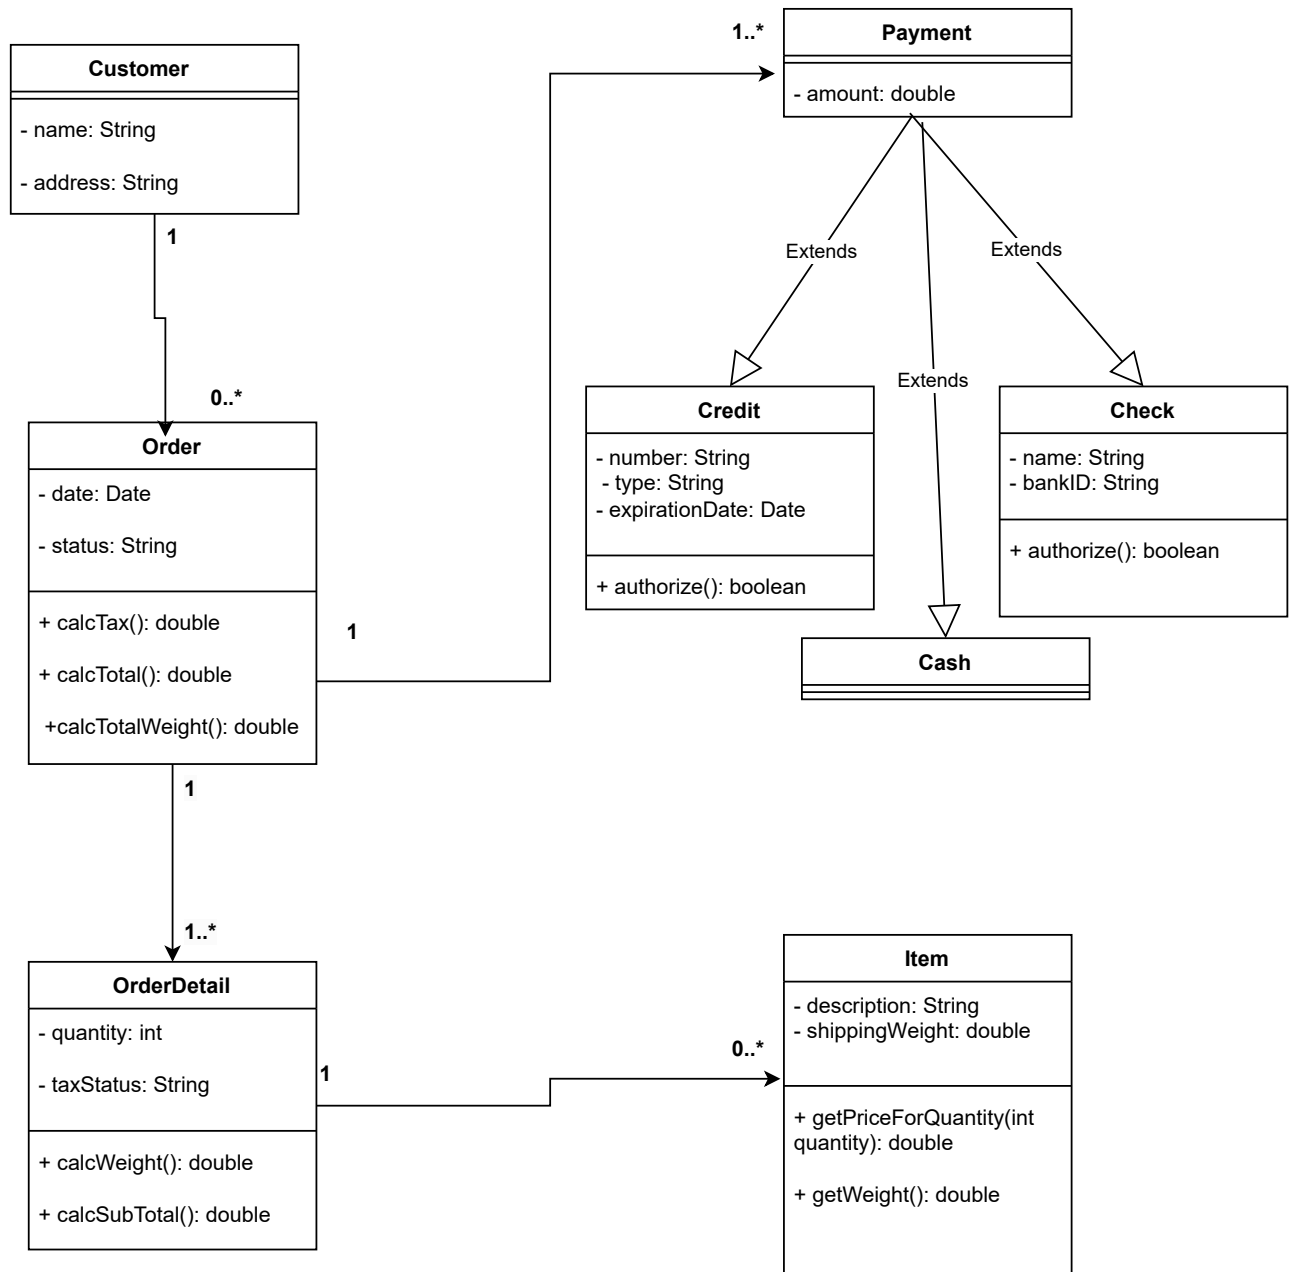 Customer
- name: String
- address: String
1
0..*
Order
- date: Date
- status: String
+ calcTax(): double
+ calcTotal(): double
+calcTotalWeight(): double
1
1..*
Payment
- amount: double
Extends
Extends
Extends
Credit
- number: String
- type: String
- expirationDate: Date
+ authorize(): boolean
Check
- name: String
- bankID: String
+ authorize(): boolean
Cash
1
1..*
OrderDetail
- quantity: int
- taxStatus: String
+ calcWeight(): double
+ calcSubTotal(): double
1
0..*
Item
- description: String
- shippingWeight: double
+ getPriceForQuantity(int
quantity): double
+ getWeight(): double